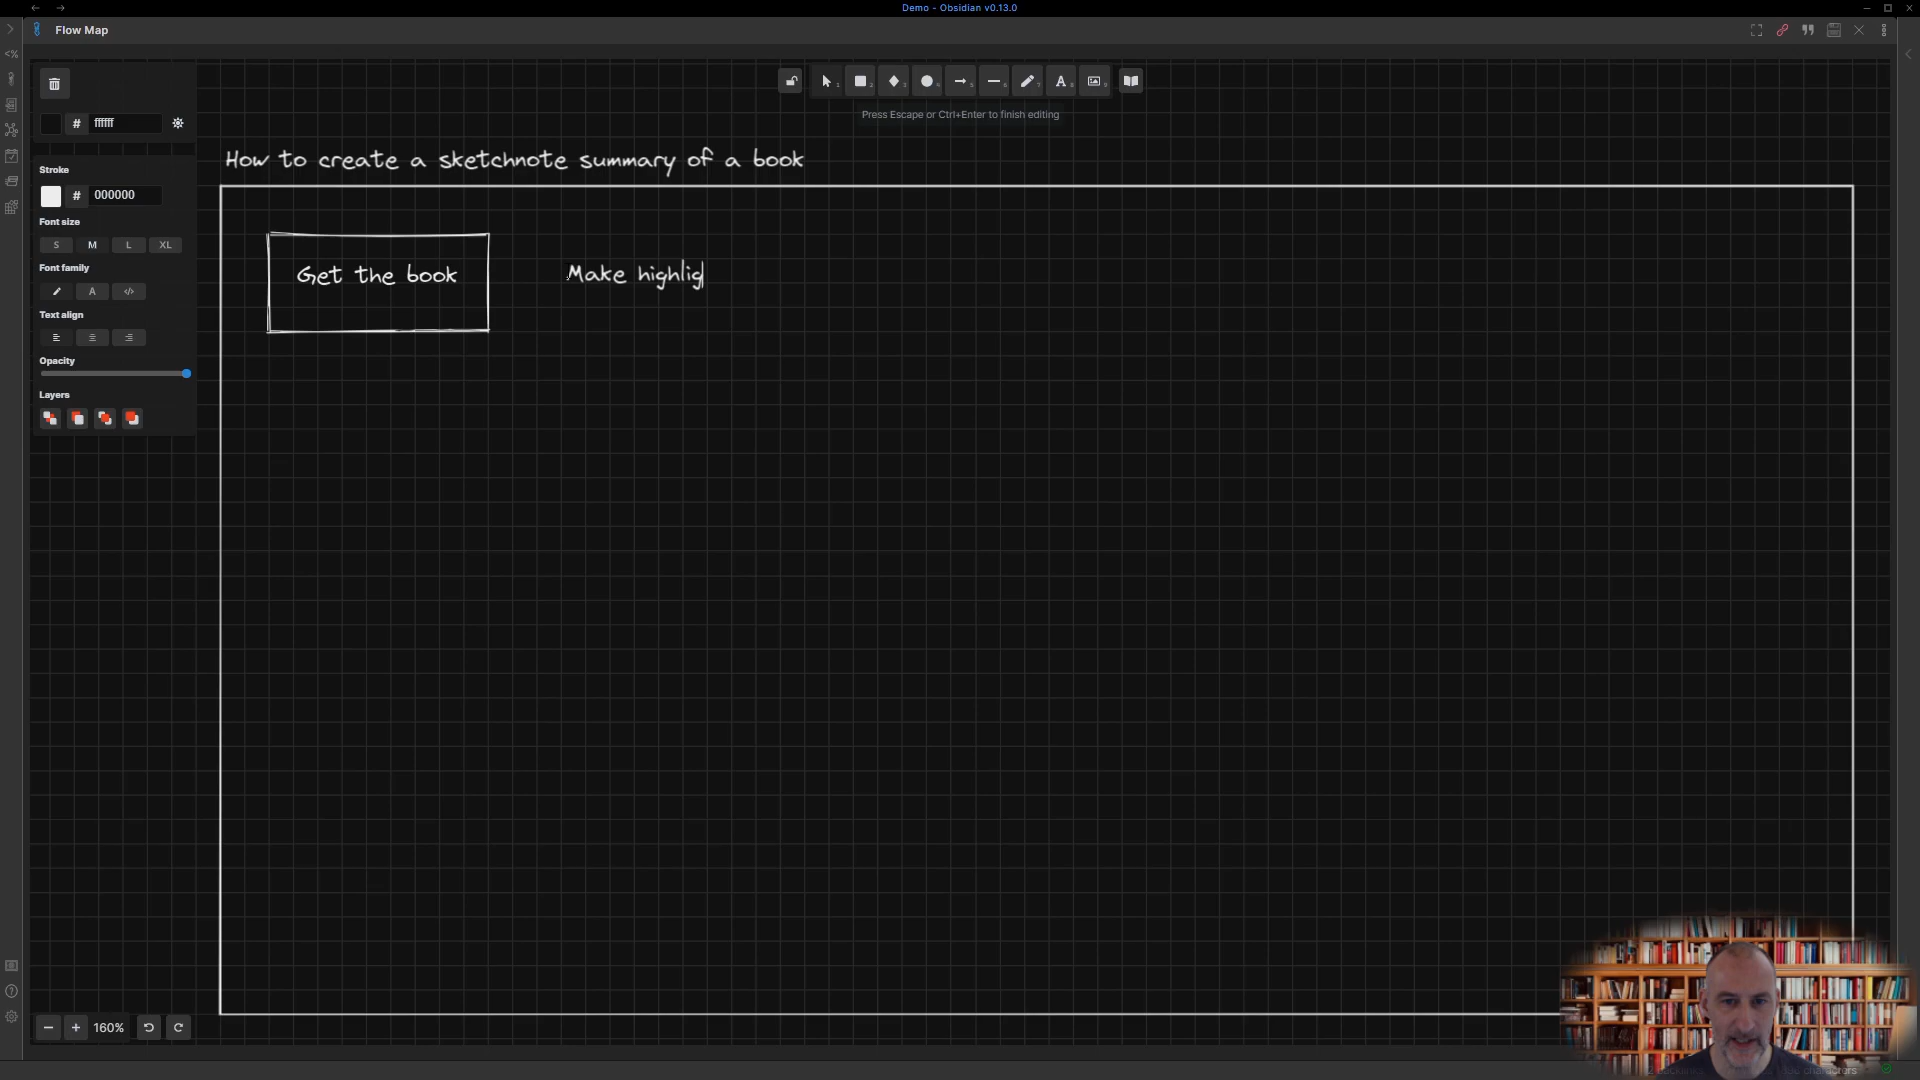 Demo - Obsidian v0.13.0
Flow Map
Press Escape or Ctrl+Enter to finish editing
# ffffff
How to create a sketchnote summary of a book
Stroke
# 000000
Font size
S M L XL
Font family
A </>
Text align
Opacity
Layers
Get the book
Make highlig
160%
characters